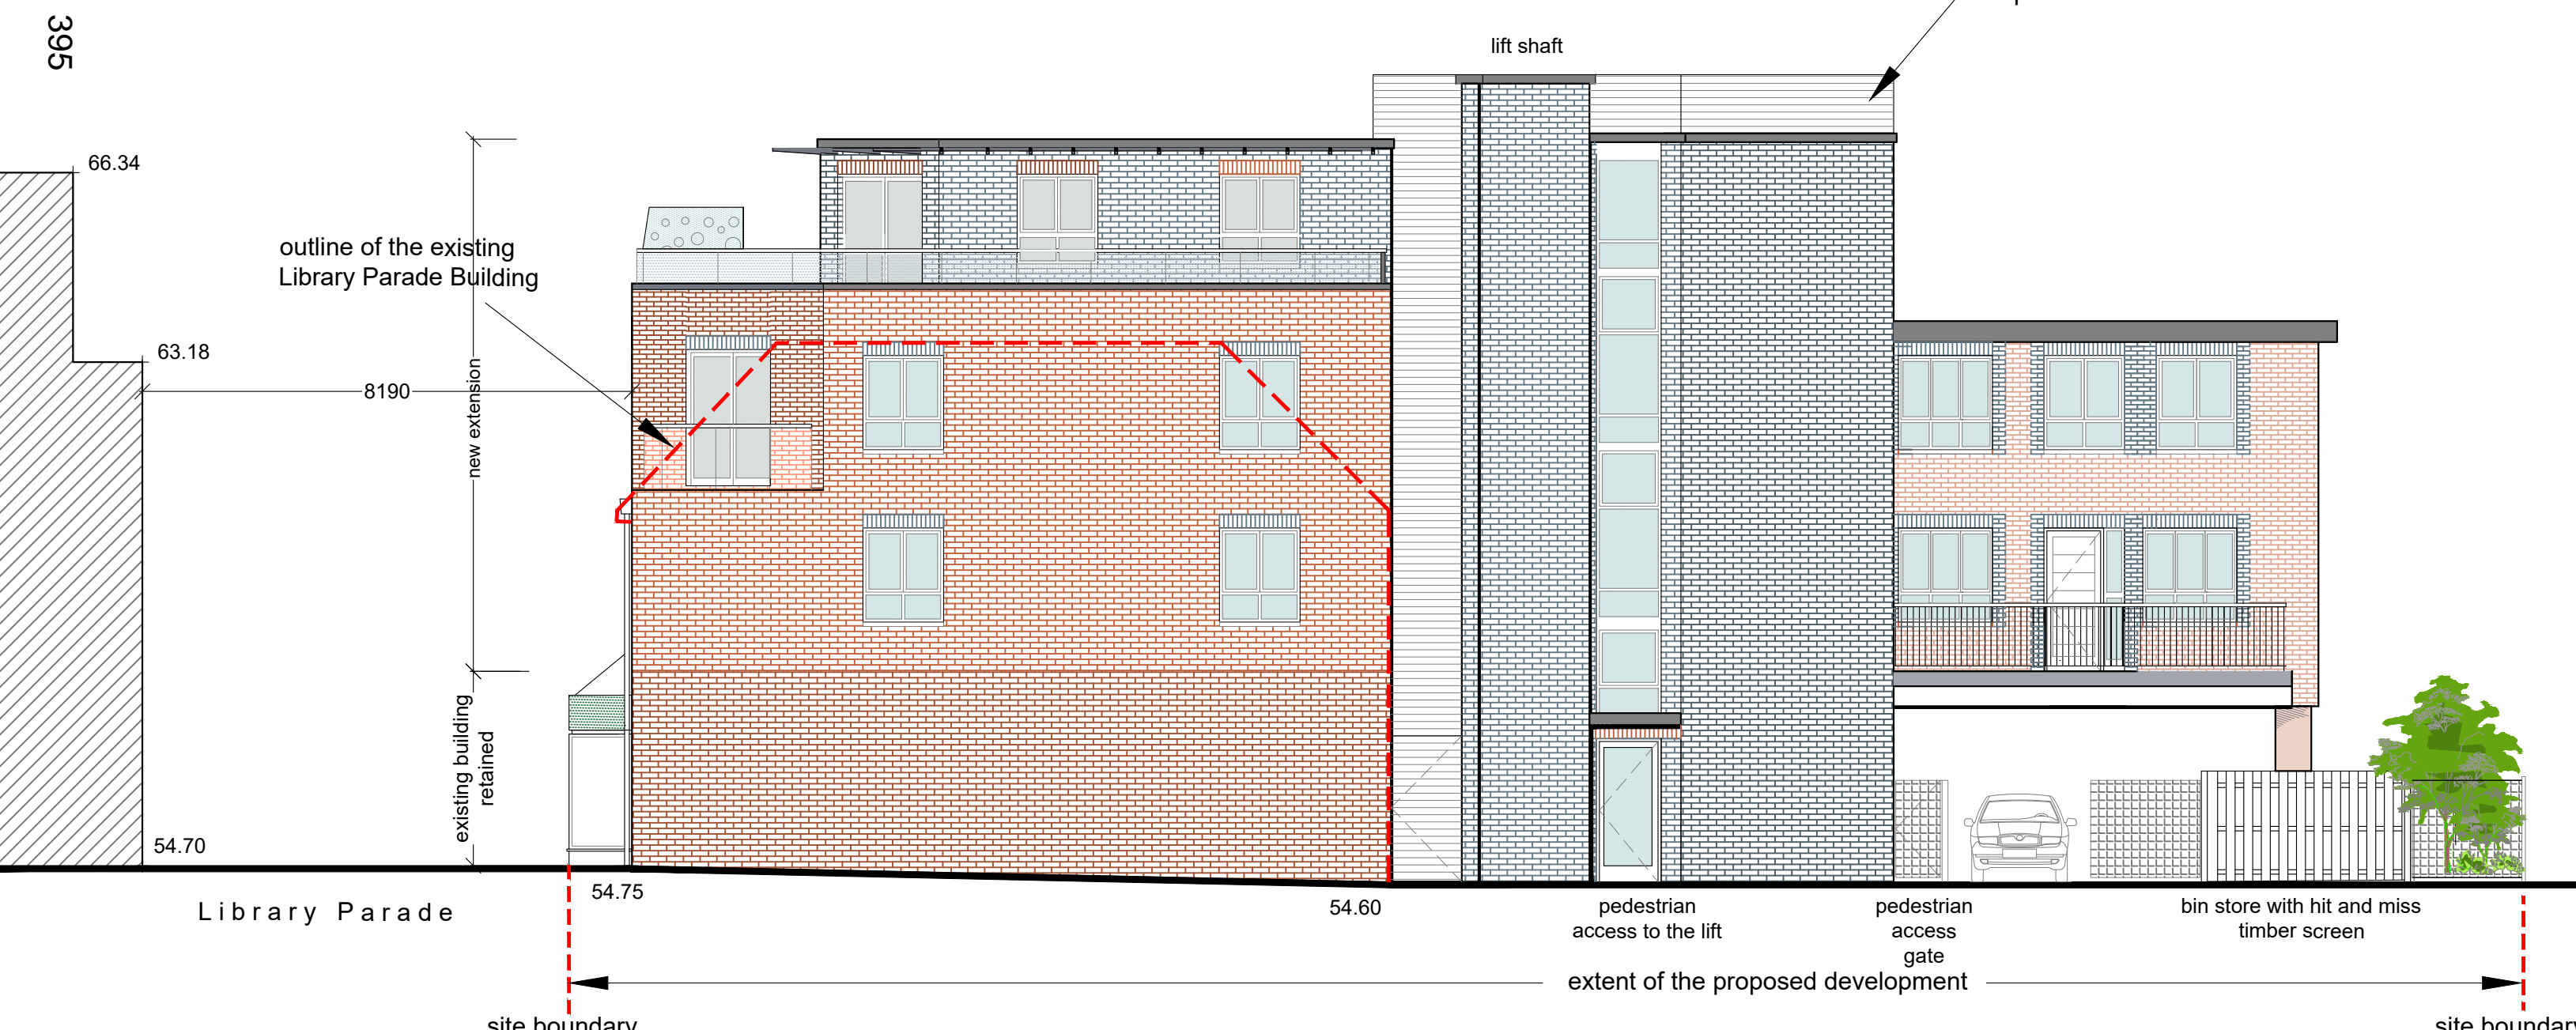 395
lift shaft
66.34
outline of the existing
Library Parade Building
63.18
8190
new extension
existing building
retained
54.70
54.75
54.60
Library Parade
pedestrian
access to the lift
pedestrian
access
gate
bin store with hit and miss
timber screen
extent of the proposed development
site boundary
site boundary